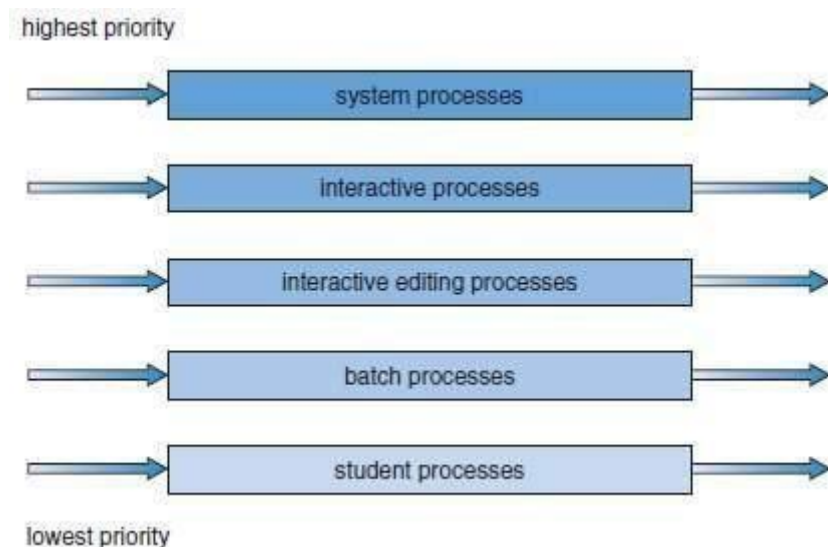 highest priority
system processes
interactive processes
interactive editing processes
batch processes
student processes
lowest priority